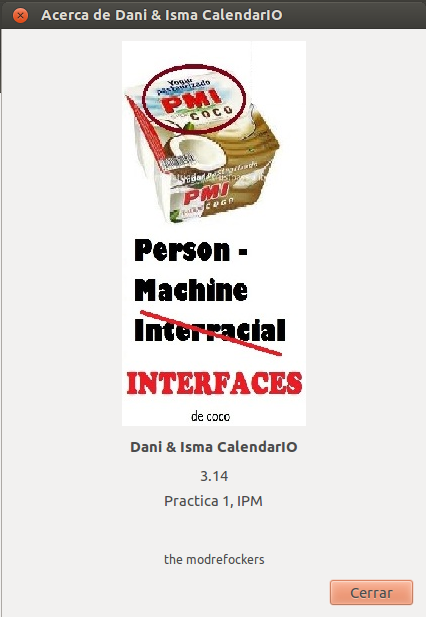 Acerca de Dani & Isma CalendarIO
Yogur
pasteurizado
PMI
COCO
PMI
COCO
Person -
Machine
Interracial
INTERFACES
de coco
Dani & Isma CalendarIO
3.14
Practica 1, IPM
the modrefockers
Cerrar